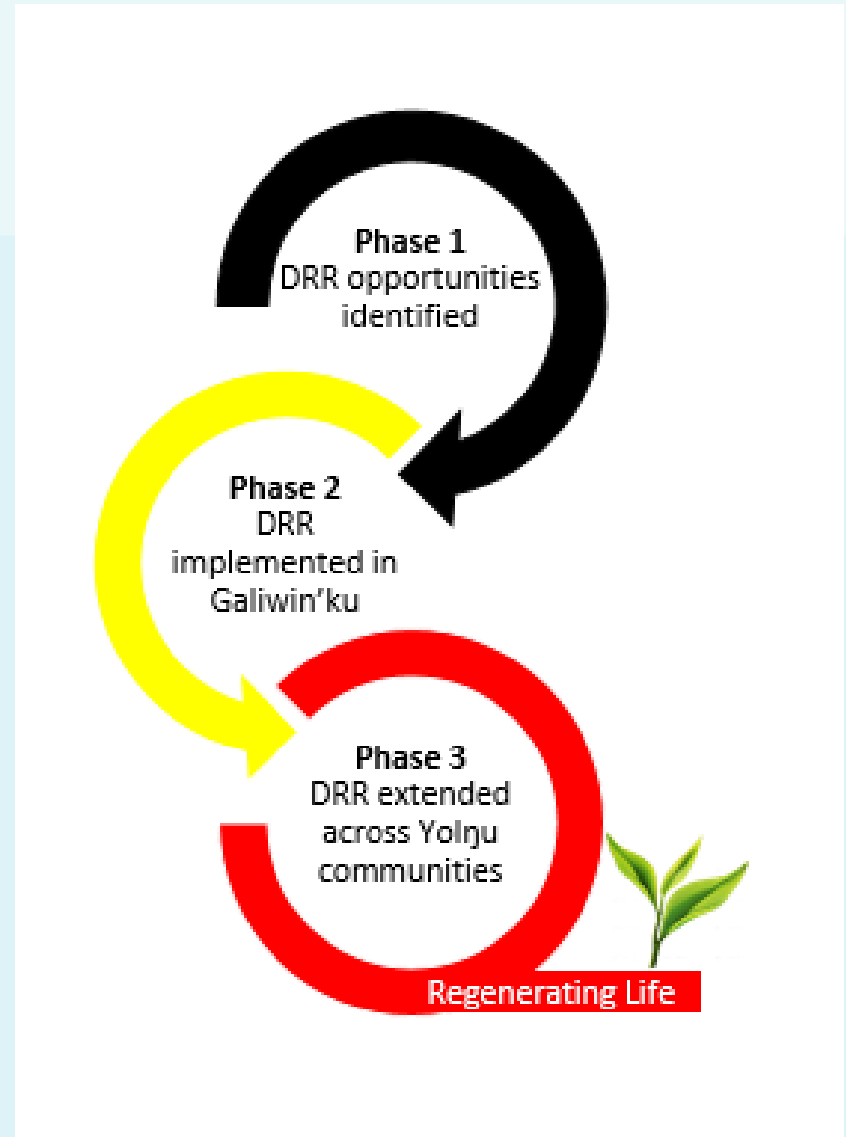 Phase 1
DRR opportunities
identified
Phase 2
DRR
implemented in
Galiwin’ku
Phase 3
DRR extended
across Yolŋu
communities
Regenerating Life